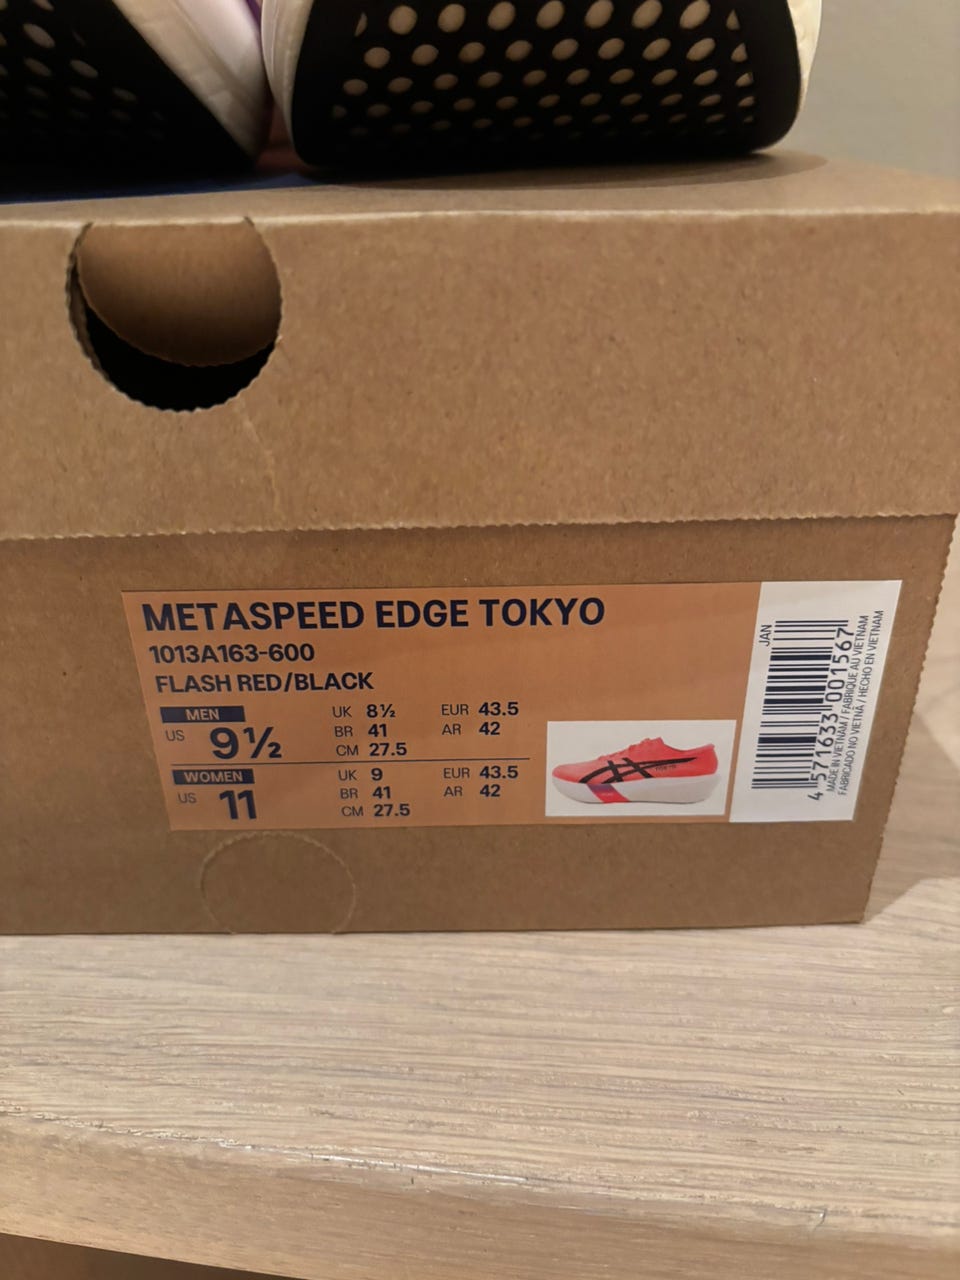 METASPEED EDGE TOKYO
1013A163-600
FLASH RED/BLACK
MEN
US 9½
UK 8½ EUR 43.5
BR 41 AR 42
CM 27.5
WOMEN
US 11
UK 9 EUR 43.5
BR 41 AR 42
CM 27.5
JAN
4 571633 001567
MADE IN VIETNAM / FABRIQUE AU VIETNAM
FABRICADO NO VIETNÃ / HECHO EN VIETNAM